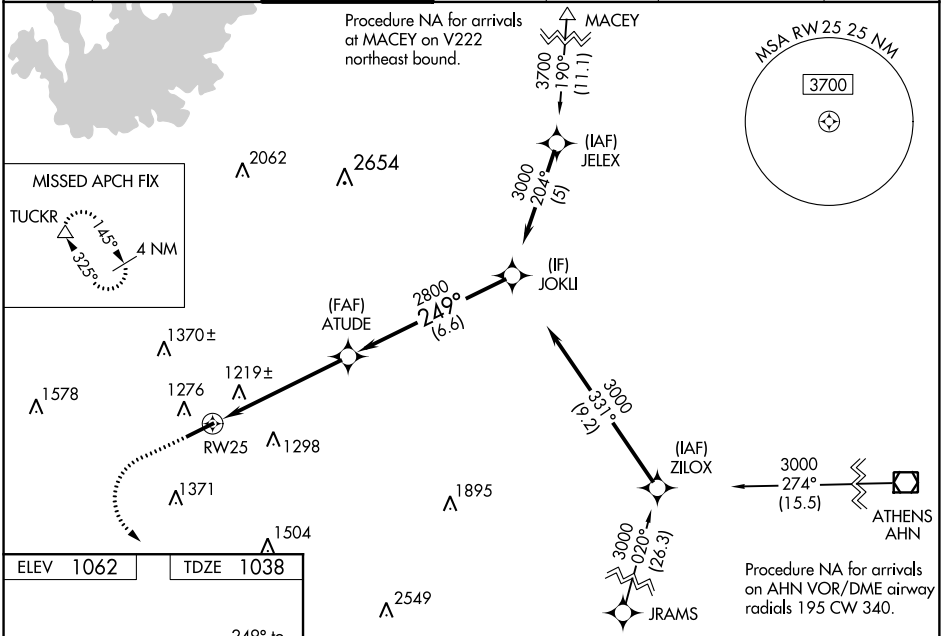 Procedure NA for arrivals
at MACEY on V222
northeast bound.
MACEY
3700
190°
(11.1)
MSA RW25 25 NM
3700
(IAF)
JELEX
3000
204°
(5)
2062
2654
MISSED APCH FIX
TUCKR
145°
4 NM
325°
(IF)
JOKLI
2800
249°
(6.6)
(FAF)
ATUDE
1370±
1219±
1578
1276
RW25
1298
1371
1504
1895
2549
3000
331°
(9.2)
(IAF)
ZILOX
3000
274°
(15.5)
ATHENS
AHN
3000
020°
(26.3)
JRAMS
Procedure NA for arrivals
on AHN VOR/DME airway
radials 195 CW 340.
ELEV 1062
TDZE 1038
249° to